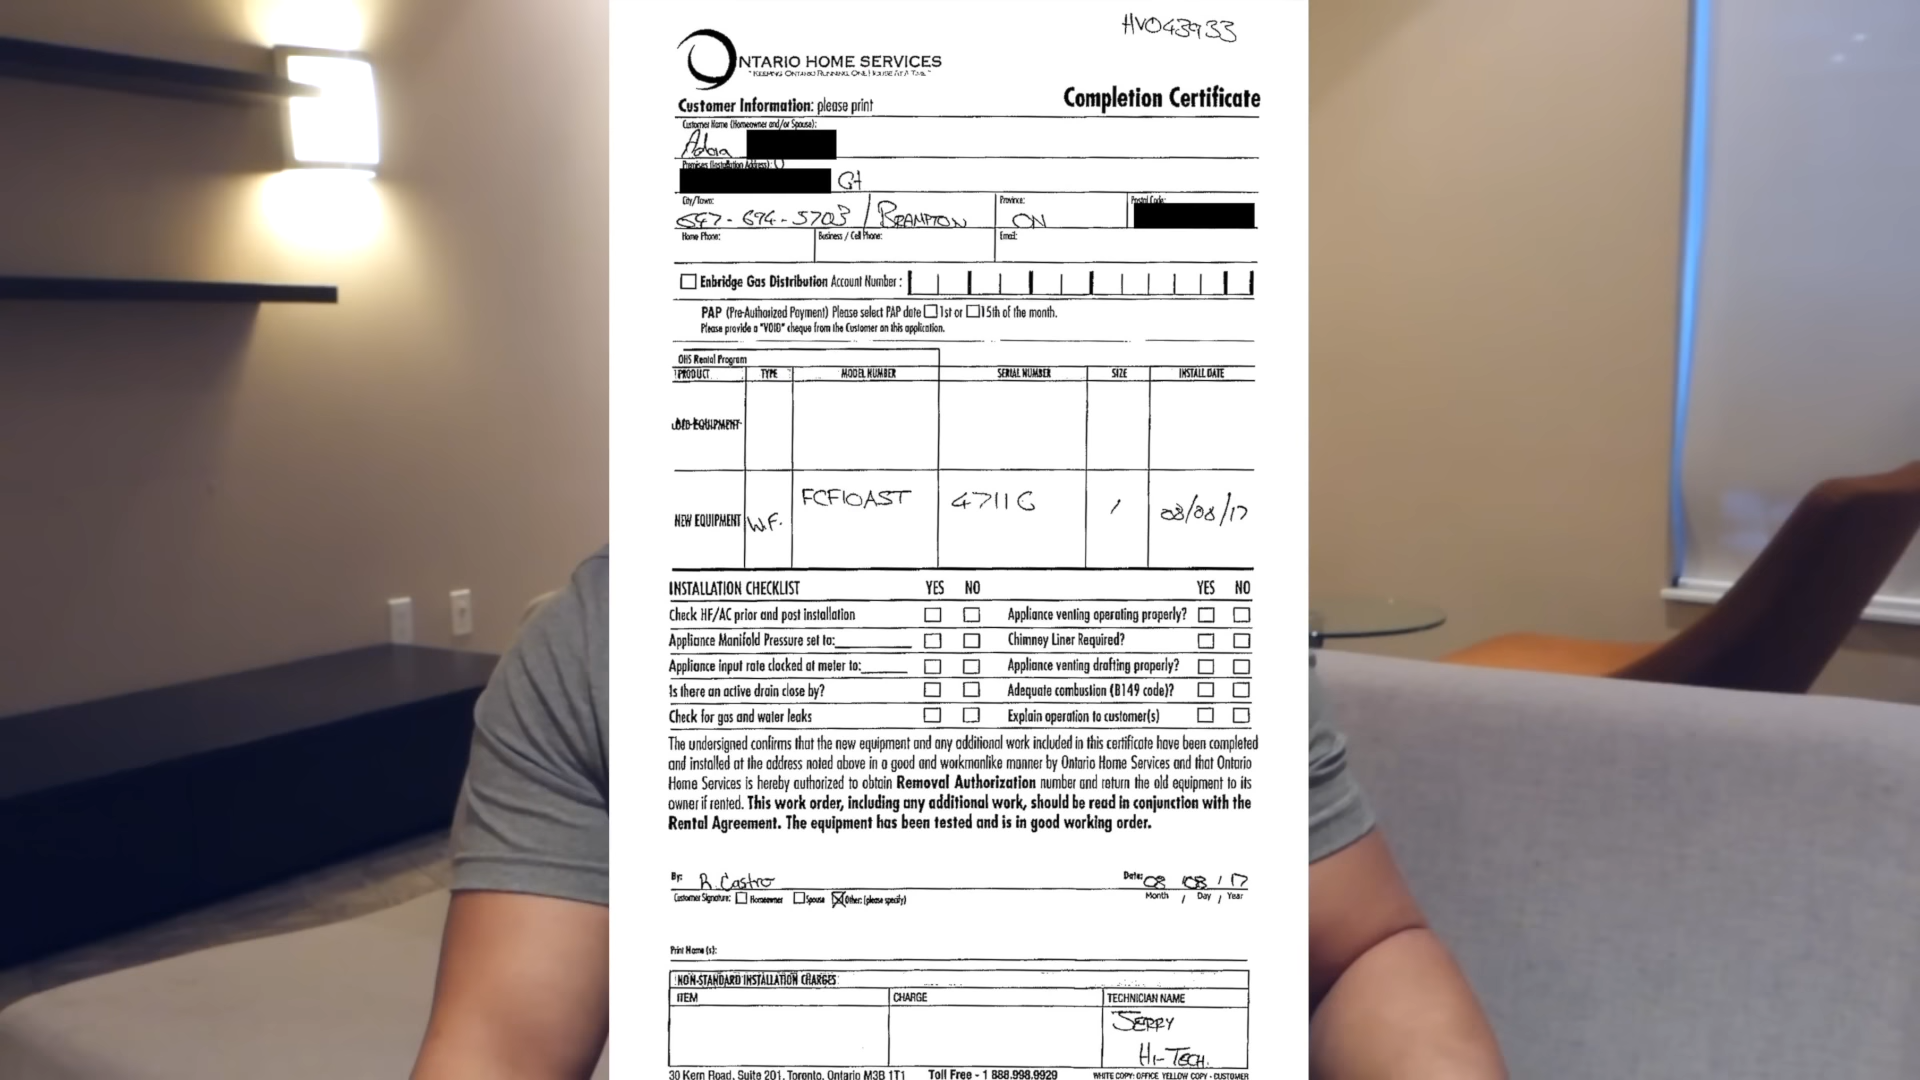 HVO43933
ONTARIO HOME SERVICES
"KEEPING ONTARIO RUNNING, ONE HOUSE AT A TIME"
Customer Information: please print
Completion Certificate
Customer Name (Homeowner and/or Spouse):
Premises (Installation Address):
Ct
City/Town:
Province:
Postal Code:
647-694-5703 / BRAMPTON
ON
Home Phone:
Business / Cell Phone:
Email:
Enbridge Gas Distribution Account Number:
PAP (Pre-Authorized Payment) Please select PAP date 1st or 15th of the month.
Please provide a "VOID" cheque from the Customer on this application.
OHS Rental Program
PRODUCT TYPE MODEL NUMBER SERIAL NUMBER SIZE INSTALL DATE
OLD EQUIPMENT
NEW EQUIPMENT W.F. FCF10AST 4711G 08/08/17
INSTALLATION CHECKLIST YES NO YES NO
Check HF/AC prior and post installation
Appliance venting operating properly?
Appliance Manifold Pressure set to:
Chimney Liner Required?
Appliance input rate clocked at meter to:
Appliance venting drafting properly?
Is there an active drain close by?
Adequate combustion (B149 code)?
Check for gas and water leaks
Explain operation to customer(s)
The undersigned confirms that the new equipment and any additional work included in this certificate have been completed
and installed at the address noted above in a good and workmanlike manner by Ontario Home Services and that Ontario
Home Services is hereby authorized to obtain Removal Authorization number and return the old equipment to its
owner if rented. This work order, including any additional work, should be read in conjunction with the
Rental Agreement. The equipment has been tested and is in good working order.
By: R. Castro
Date: 08 / 08 / 17
Customer Signature: Homeowner Spouse Other: (please specify)
Month / Day / Year
Print Name (s):
NON-STANDARD INSTALLATION CHARGES
ITEM CHARGE TECHNICIAN NAME
JERRY
HI-TECH.
30 Kern Road, Suite 201, Toronto, Ontario M3B 1T1 Toll Free - 1 888.998.9929 WHITE COPY: OFFICE YELLOW COPY - CUSTOMER